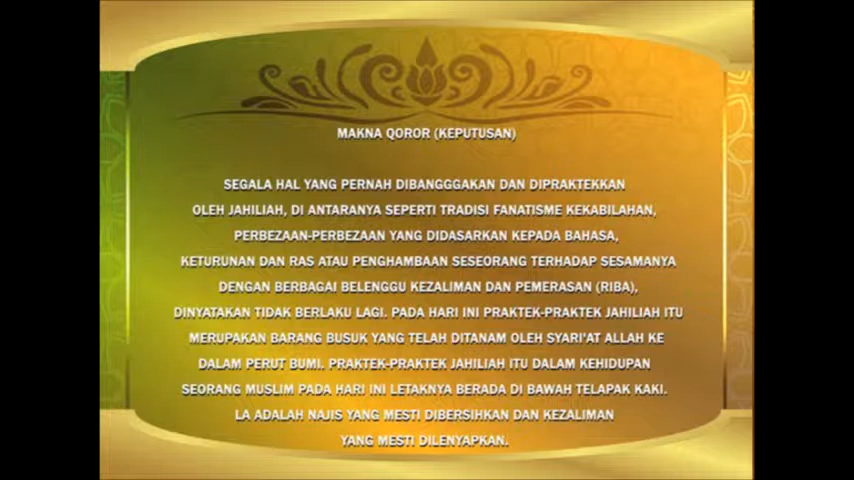 MAKNA QOROR (KEPUTUSAN)
SEGALA HAL YANG PERNAH DIBANGGGAKAN DAN DIPRAKTEKKAN
OLEH JAHILIAH, DI ANTARANYA SEPERTI TRADISI FANATISME KEKABILAHAN,
PERBEZAAN-PERBEZAAN YANG DIDASARKAN KEPADA BAHASA,
KETURUNAN DAN RAS ATAU PENGHAMBAAN SESEORANG TERHADAP SESAMANYA
DENGAN BERBAGAI BELENGGU KEZALIMAN DAN PEMERASAN (RIBA),
DINYATAKAN TIDAK BERLAKU LAGI. PADA HARI INI PRAKTEK-PRAKTEK JAHILIAH ITU
MERUPAKAN BARANG BUSUK YANG TELAH DITANAM OLEH SYARI'AT ALLAH KE
DALAM PERUT BUMI. PRAKTEK-PRAKTEK JAHILIAH ITU DALAM KEHIDUPAN
SEORANG MUSLIM PADA HARI INI LETAKNYA BERADA DI BAWAH TELAPAK KAKI.
LA ADALAH NAJIS YANG MESTI DIBERSIHKAN DAN KEZALIMAN
YANG MESTI DILENYAPKAN.